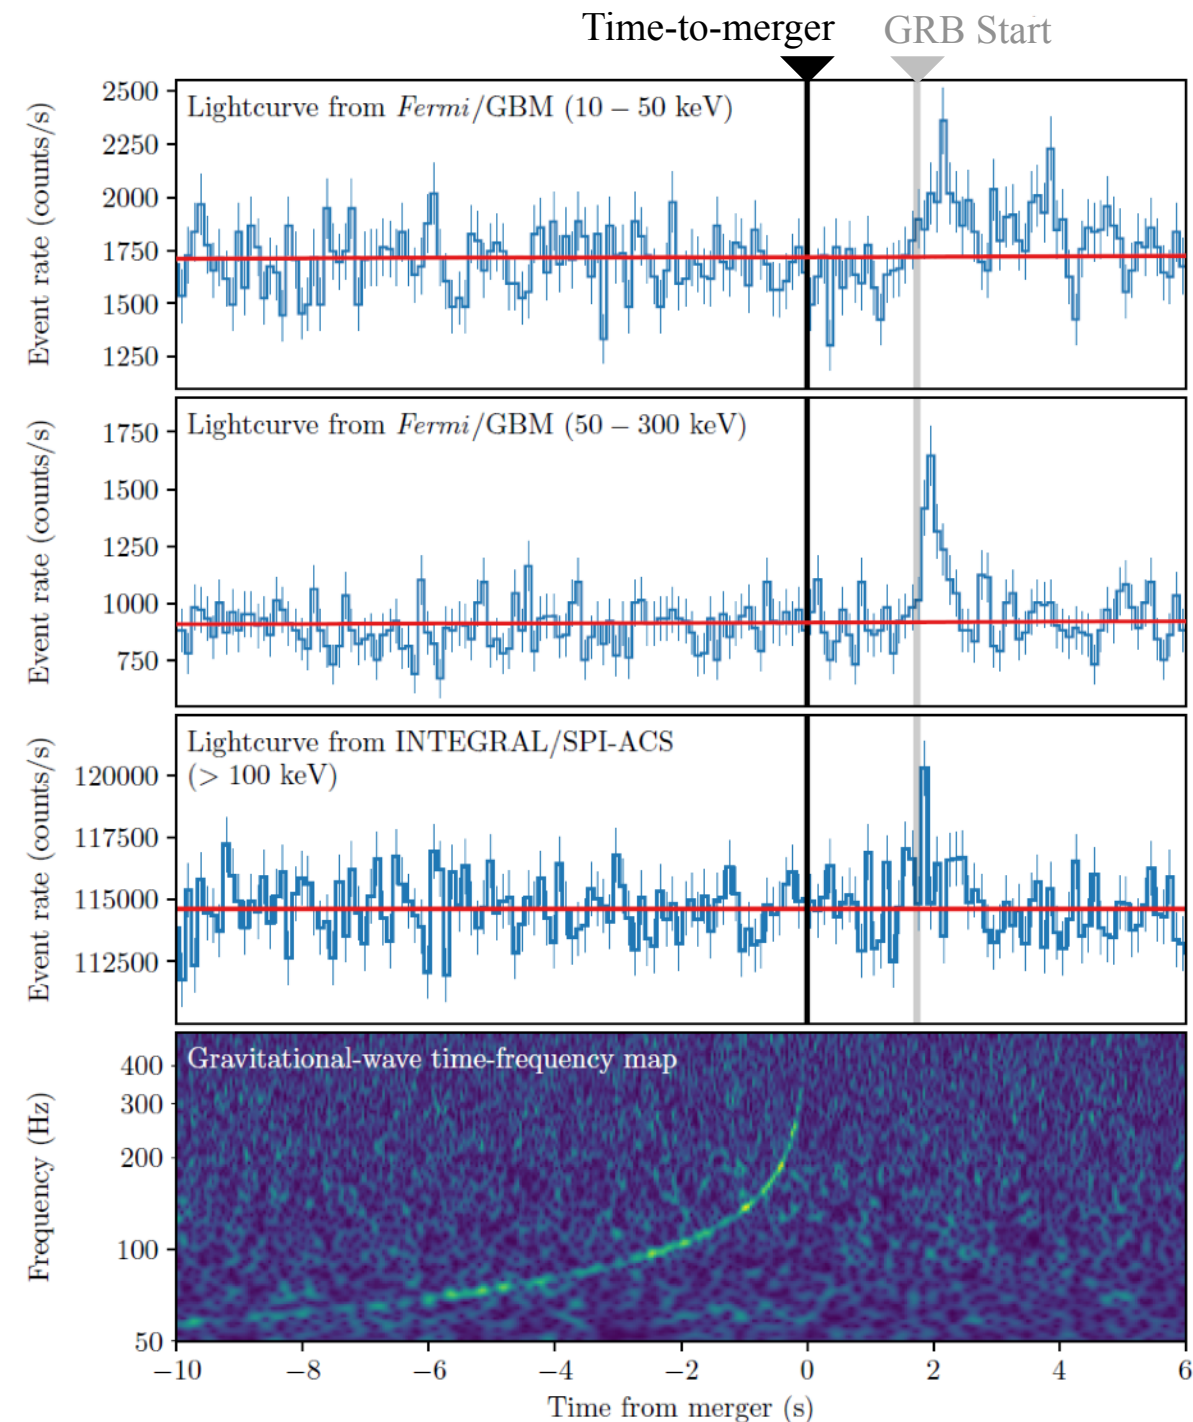 Time-to-merger GRB Start
Lightcurve from Fermi/GBM (10 − 50 keV)
Event rate (counts/s)
2500
2250
2000
1750
1500
1250
Lightcurve from Fermi/GBM (50 − 300 keV)
Event rate (counts/s)
1750
1500
1250
1000
750
Lightcurve from INTEGRAL/SPI-ACS
(> 100 keV)
Event rate (counts/s)
120000
117500
115000
112500
Gravitational-wave time-frequency map
Frequency (Hz)
400
300
200
100
50
−10 −8 −6 −4 −2 0 2 4 6
Time from merger (s)